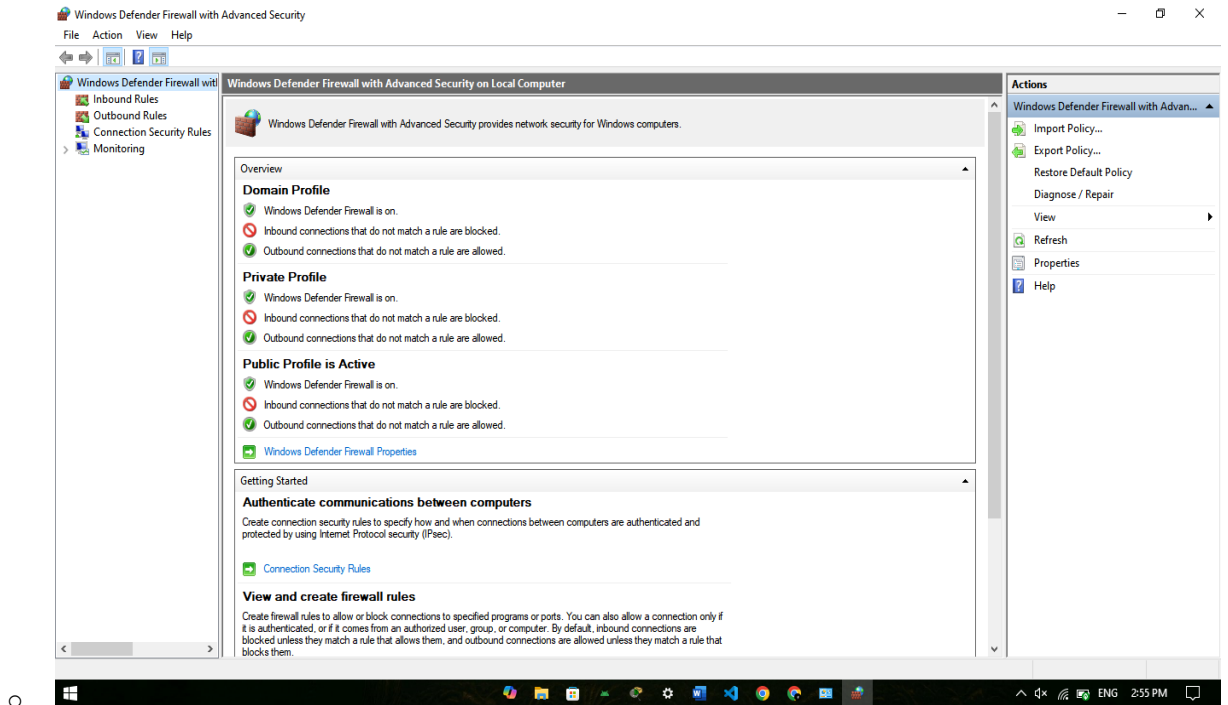 Windows Defender Firewall with Advanced Security
File Action View Help
Windows Defender Firewall witl
Inbound Rules
Outbound Rules
Connection Security Rules
Monitoring
Windows Defender Firewall with Advanced Security on Local Computer
Windows Defender Firewall with Advanced Security provides network security for Windows computers.
Overview
Domain Profile
Windows Defender Firewall is on.
Inbound connections that do not match a rule are blocked.
Outbound connections that do not match a rule are allowed.
Private Profile
Windows Defender Firewall is on.
Inbound connections that do not match a rule are blocked.
Outbound connections that do not match a rule are allowed.
Public Profile is Active
Windows Defender Firewall is on.
Inbound connections that do not match a rule are blocked.
Outbound connections that do not match a rule are allowed.
Windows Defender Firewall Properties
Getting Started
Authenticate communications between computers
Create connection security rules to specify how and when connections between computers are authenticated and
protected by using Internet Protocol security (IPsec).
Connection Security Rules
View and create firewall rules
Create firewall rules to allow or block connections to specified programs or ports. You can also allow a connection only if
it is authenticated, or if it comes from an authorized user, group, or computer. By default, inbound connections are
blocked unless they match a rule that allows them, and outbound connections are allowed unless they match a rule that
blocks them.
Actions
Windows Defender Firewall with Advan...
Import Policy...
Export Policy...
Restore Default Policy
Diagnose / Repair
View
Refresh
Properties
Help
ENG 2:55 PM